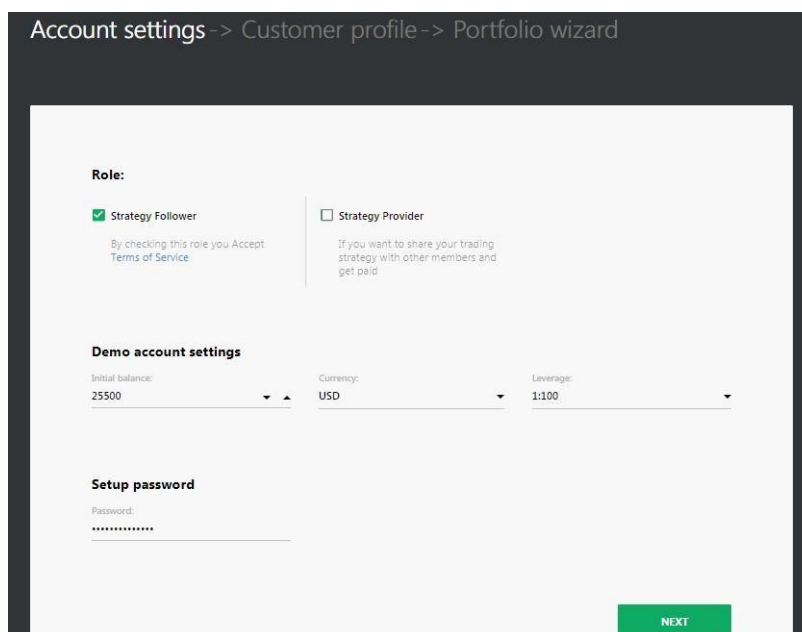 Account settings -> Customer profile -> Portfolio wizard
Role:
Strategy Follower
By checking this role you Accept
Terms of Service
Strategy Provider
If you want to share your trading
strategy with other members and
get paid
Demo account settings
Initial balance:
25500
Currency:
USD
Leverage:
1:100
Setup password
Password:
••••••••••••••
NEXT